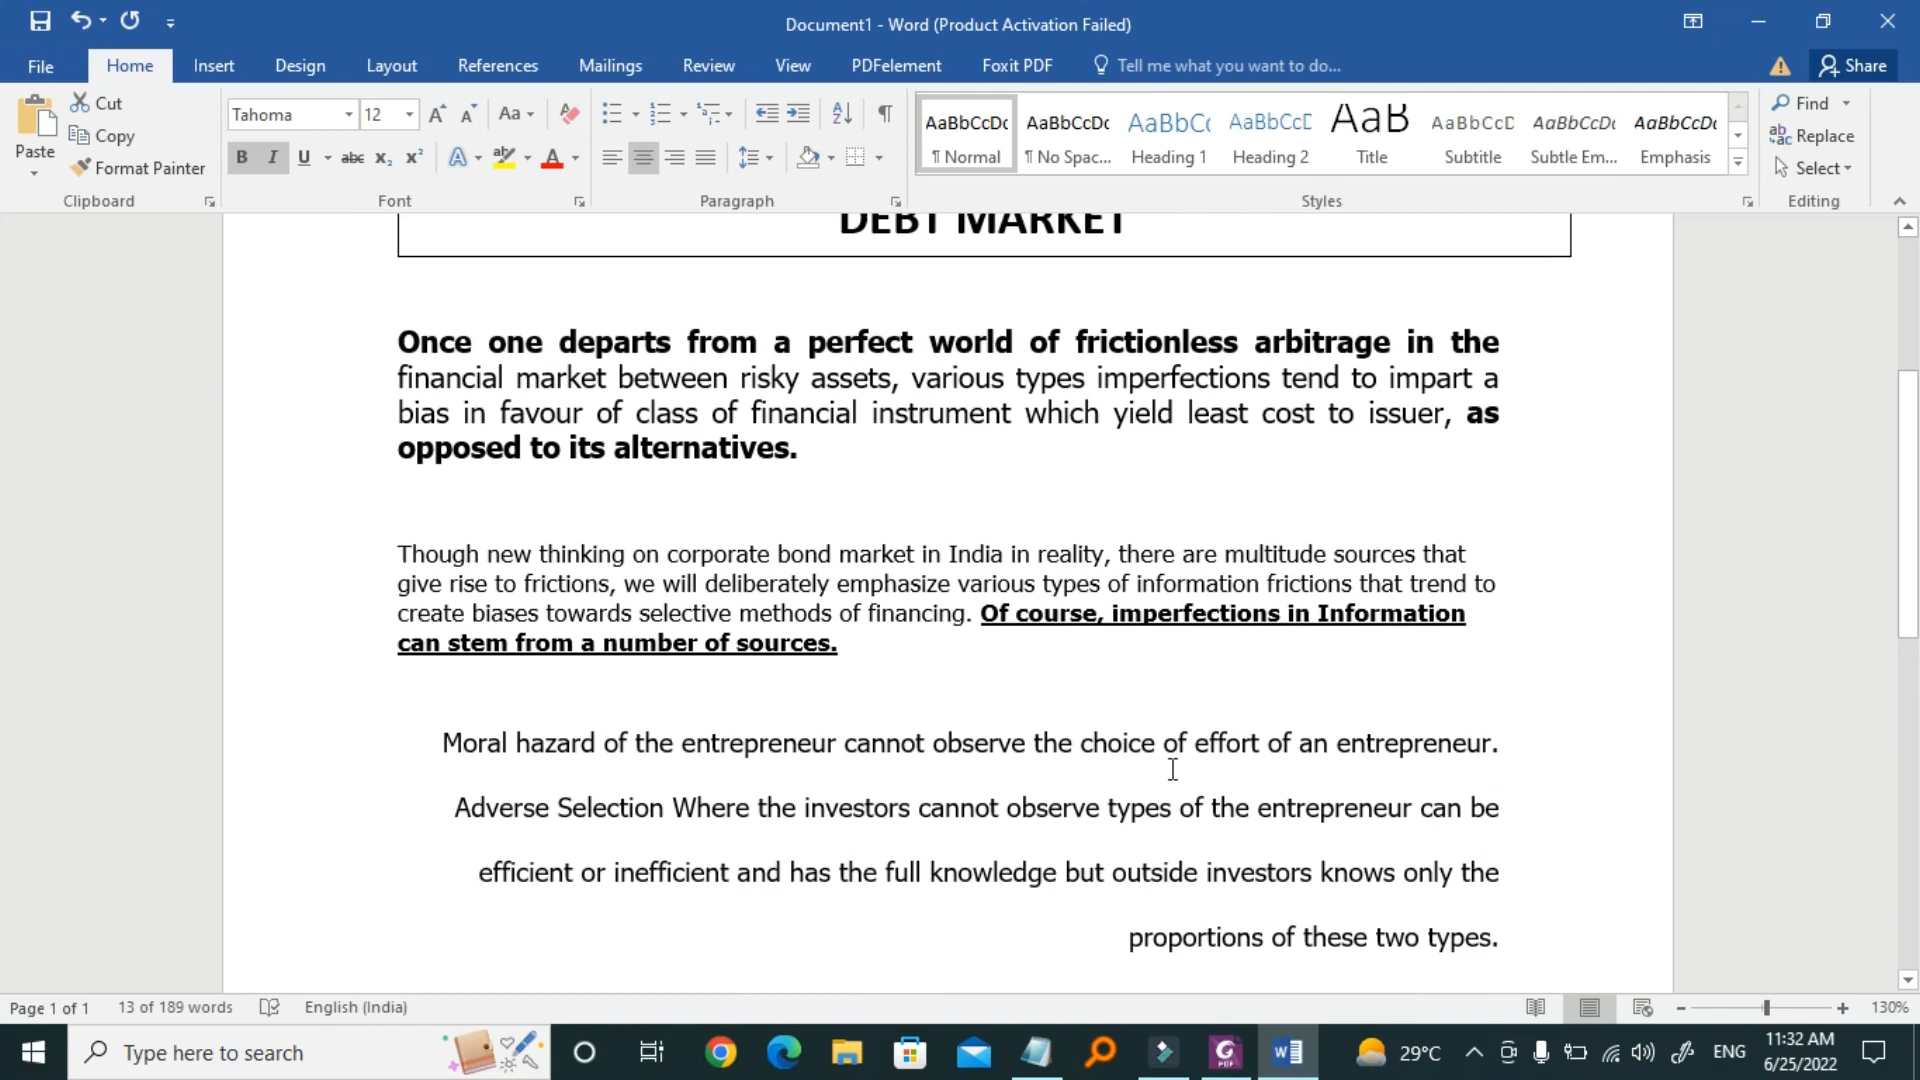 Document1 - Word (Product Activation Failed)
File Home Insert Design Layout References Mailings Review View PDFelement Foxit PDF Tell me what you want to do... Share
Paste Cut Copy Format Painter
Tahoma 12
AaBbCcDc AaBbCcDc AaBbCc AaBbCcD AaB AaBbCcD AaBbCcDc AaBbCcDc
¶ Normal ¶ No Spac... Heading 1 Heading 2 Title Subtitle Subtle Em... Emphasis
Find Replace Select
Clipboard Font Paragraph Styles Editing
DEBT MARKET
Once one departs from a perfect world of frictionless arbitrage in the
financial market between risky assets, various types imperfections tend to impart a
bias in favour of class of financial instrument which yield least cost to issuer, as
opposed to its alternatives.
Though new thinking on corporate bond market in India in reality, there are multitude sources that
give rise to frictions, we will deliberately emphasize various types of information frictions that trend to
create biases towards selective methods of financing. Of course, imperfections in Information
can stem from a number of sources.
Moral hazard of the entrepreneur cannot observe the choice of effort of an entrepreneur.
Adverse Selection Where the investors cannot observe types of the entrepreneur can be
efficient or inefficient and has the full knowledge but outside investors knows only the
proportions of these two types.
Page 1 of 1 13 of 189 words English (India) 130%
Type here to search 29°C ENG 11:32 AM
6/25/2022